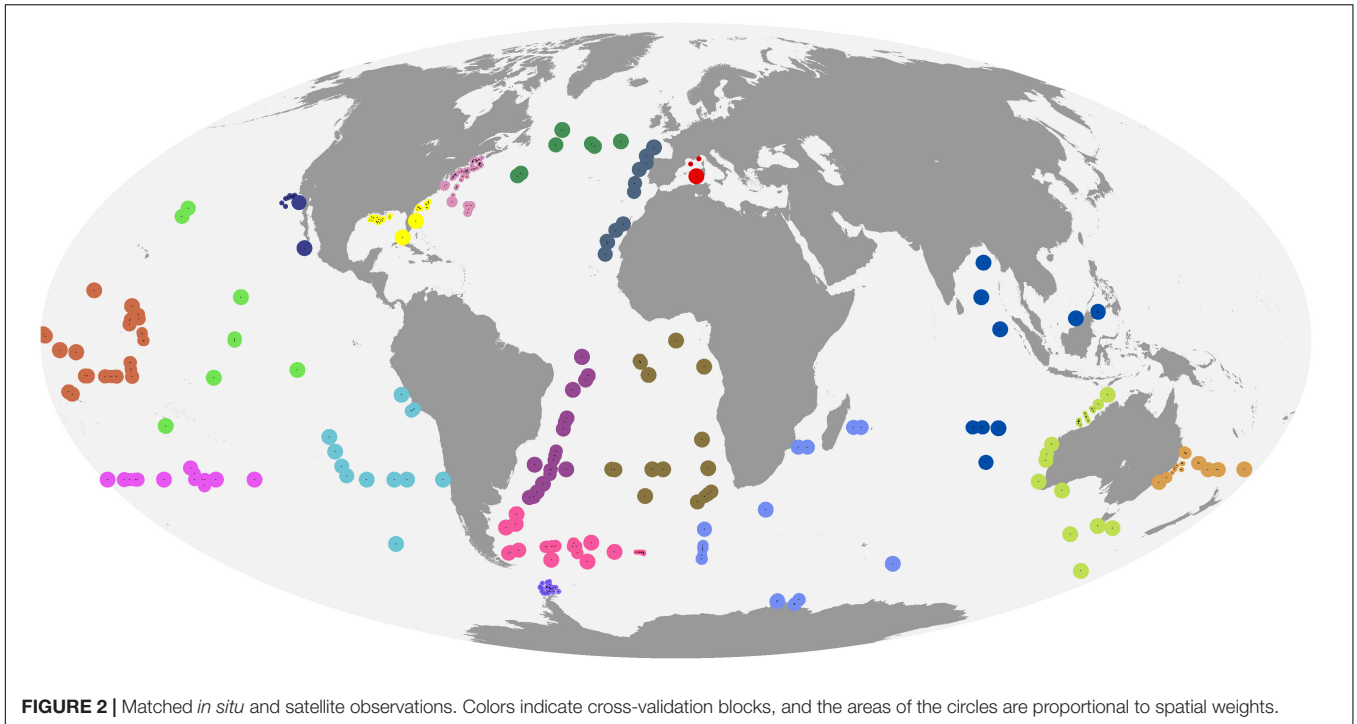 FIGURE 2 | Matched in situ and satellite observations. Colors indicate cross-validation blocks, and the areas of the circles are proportional to spatial weights.